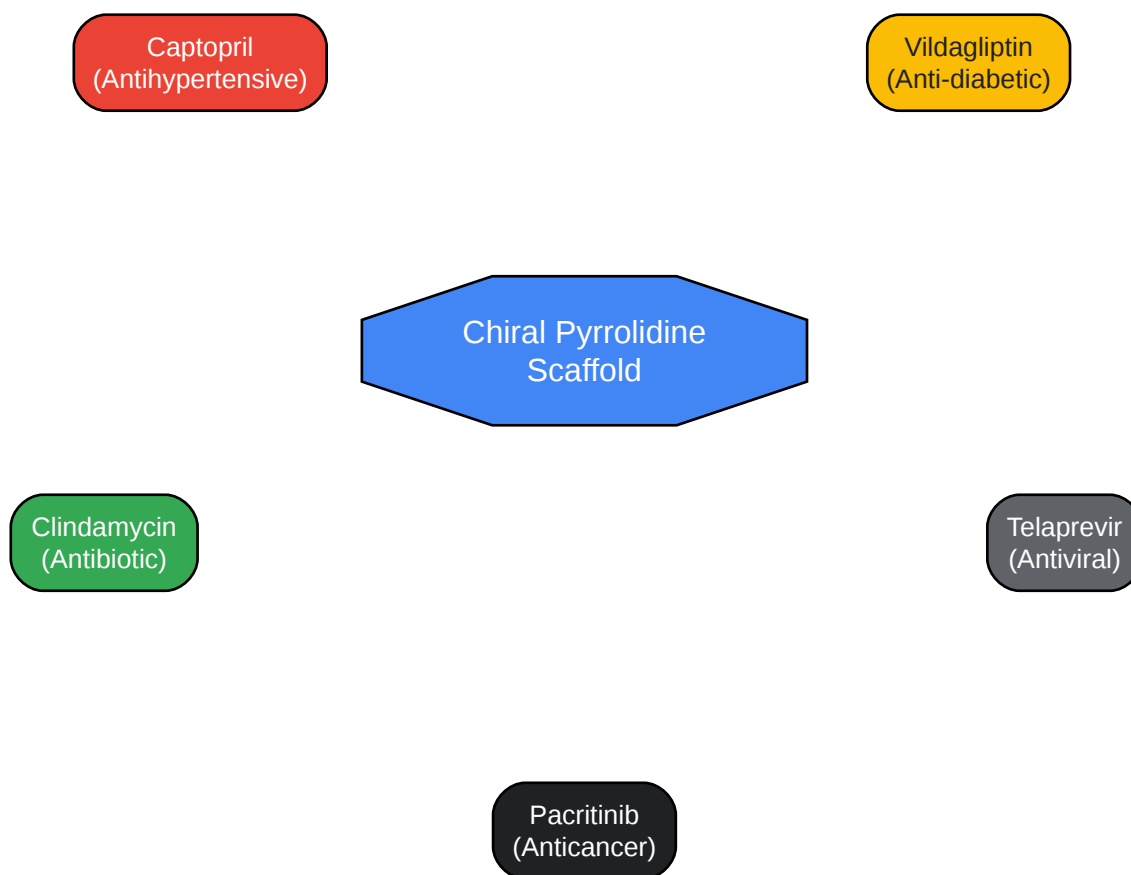 Captopril
(Antihypertensive)
Vildagliptin
(Anti-diabetic)
Chiral Pyrrolidine
Scaffold
Clindamycin
(Antibiotic)
Telaprevir
(Antiviral)
Pacritinib
(Anticancer)